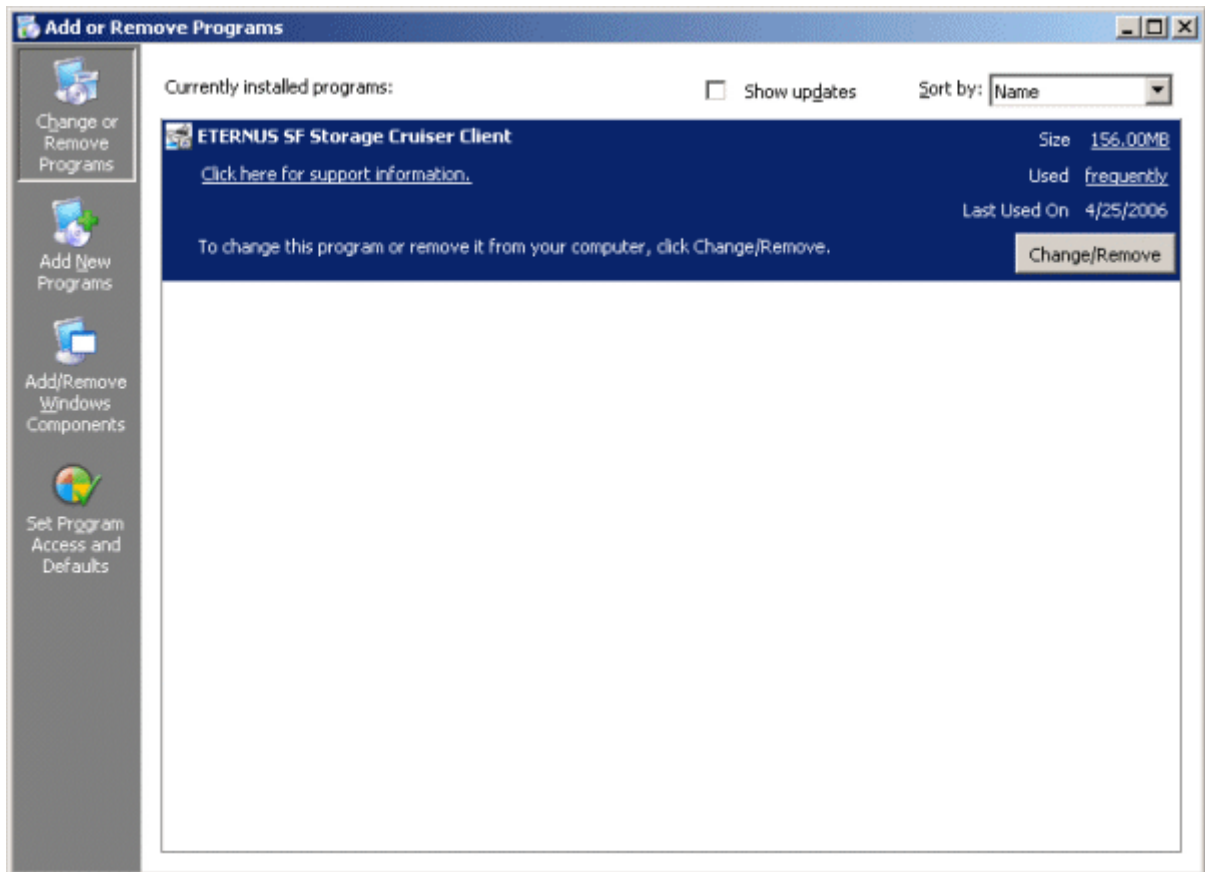 Add or Remove Programs
Change or
Remove
Programs
Add New
Programs
Add/Remove
Windows
Components
Set Program
Access and
Defaults
Currently installed programs:
Show updates
Sort by: Name
ETERNUS SF Storage Cruiser Client
Size 156.00MB
Click here for support information.
Used frequently
Last Used On 4/25/2006
To change this program or remove it from your computer, click Change/Remove.
Change/Remove